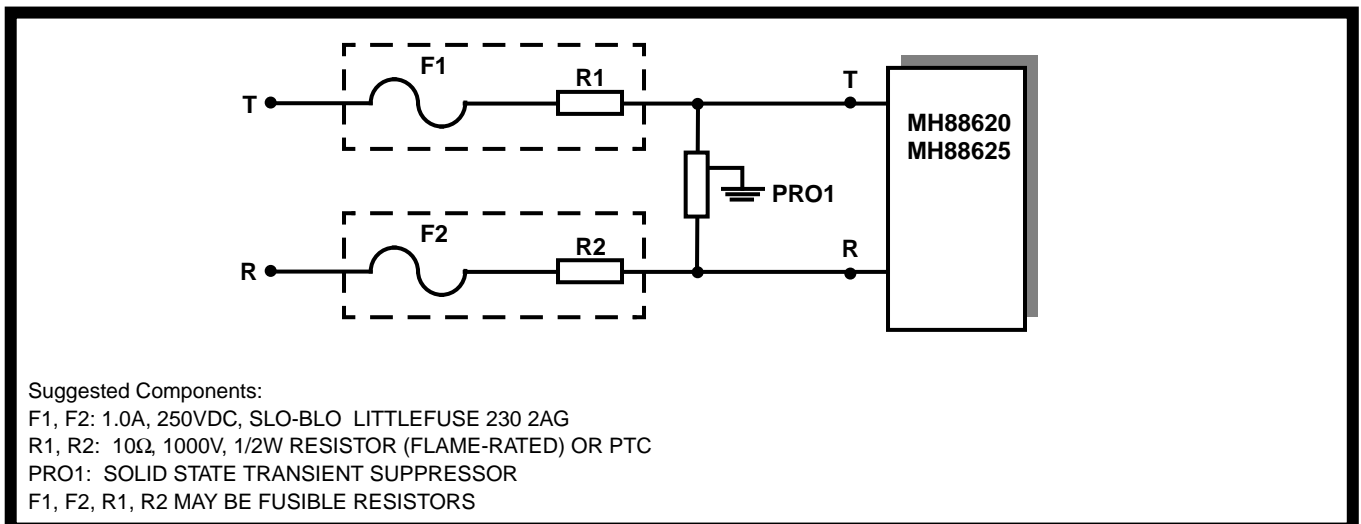 F1
R1
T
T
MH88620
MH88625
PRO1
F2
R2
R
R
Suggested Components:
F1, F2: 1.0A, 250VDC, SLO-BLO LITTLEFUSE 230 2AG
R1, R2: 10Ω, 1000V, 1/2W RESISTOR (FLAME-RATED) OR PTC
PRO1: SOLID STATE TRANSIENT SUPPRESSOR
F1, F2, R1, R2 MAY BE FUSIBLE RESISTORS